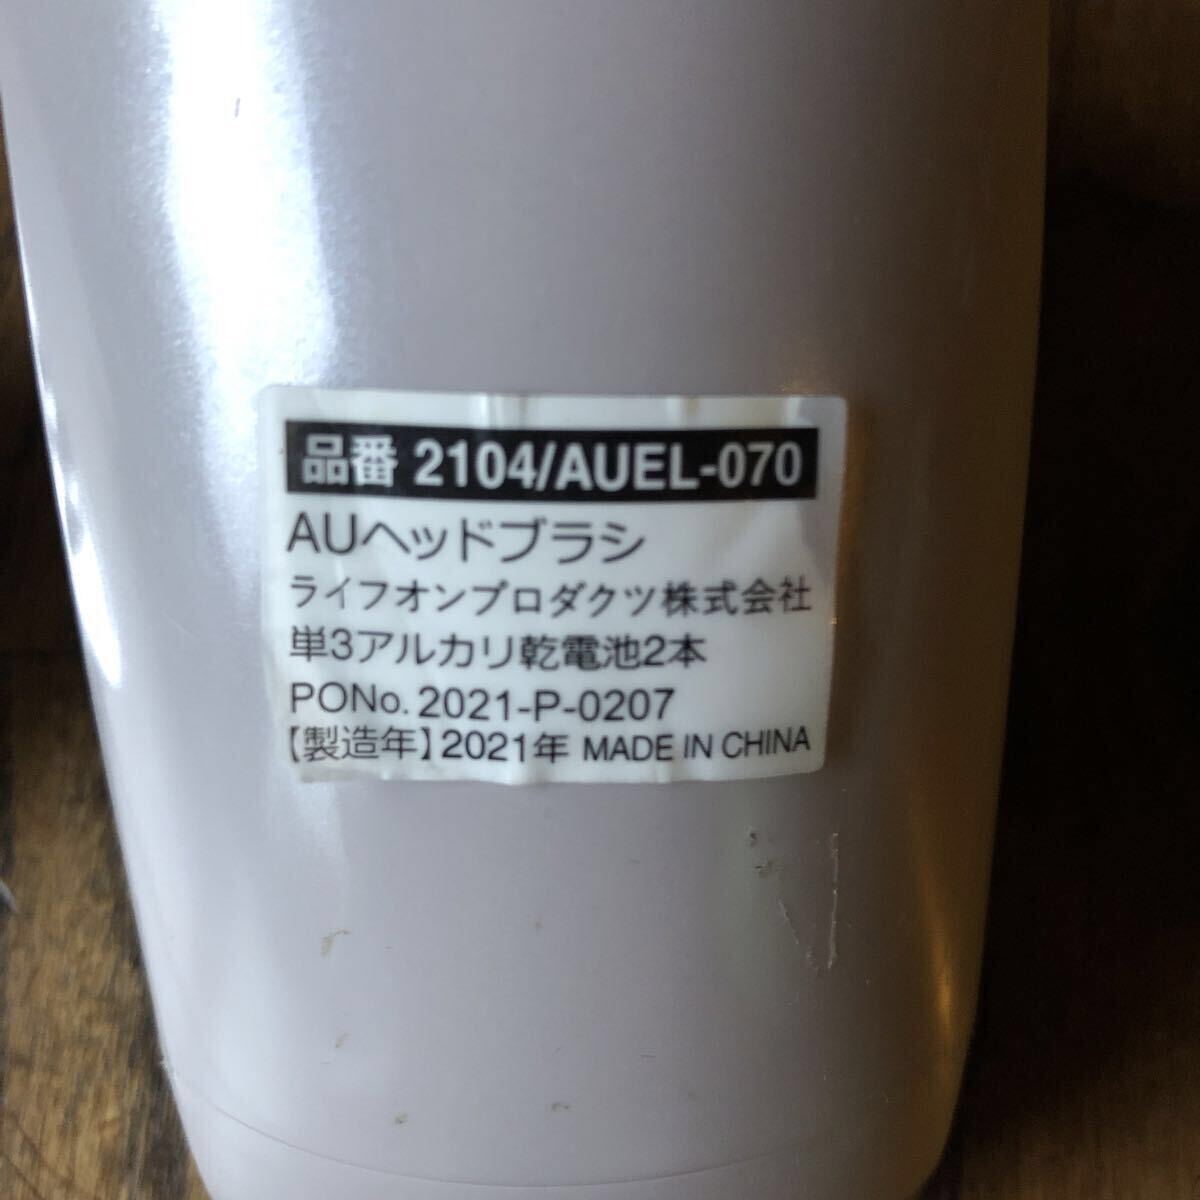 品番 2104/AUEL-070
AUヘッドブラシ
ライフオンプロダクツ株式会社
単3アルカリ乾電池2本
PONo. 2021-P-0207
【製造年】2021年 MADE IN CHINA